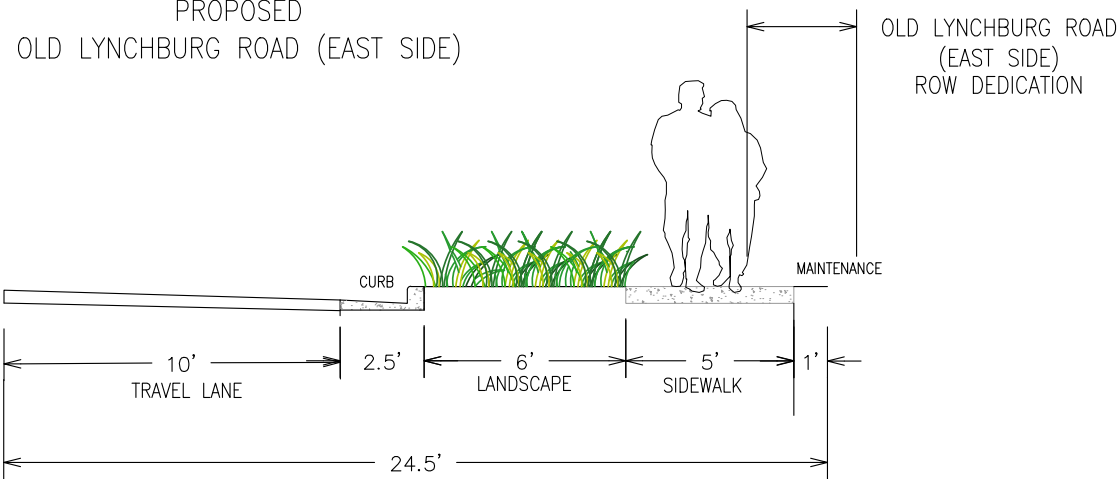 PROPOSED
OLD LYNCHBURG ROAD (EAST SIDE)
OLD LYNCHBURG ROAD
(EAST SIDE)
ROW DEDICATION
CURB
MAINTENANCE
10'
2.5'
6'
5'
1'
TRAVEL LANE
LANDSCAPE
SIDEWALK
24.5'